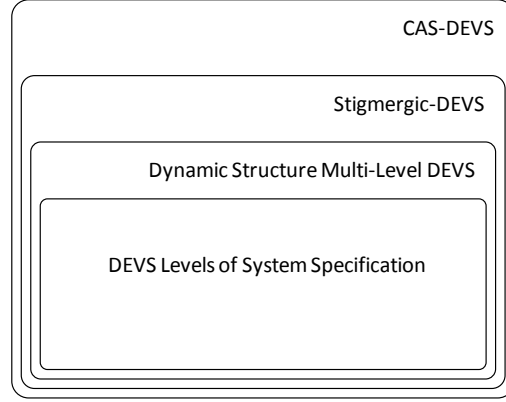 CAS-DEVS
Stigmergic-DEVS
Dynamic Structure Multi-Level DEVS
DEVS Levels of System Specification